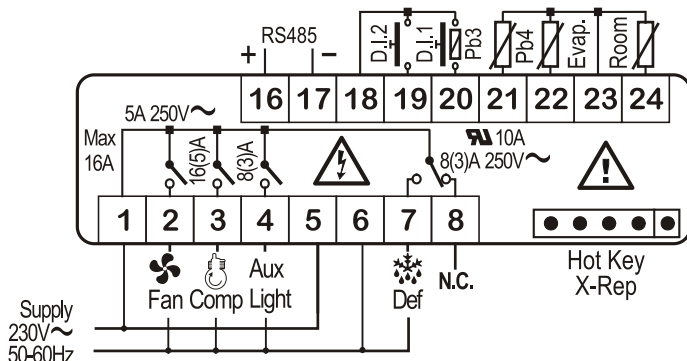 RS485
+ −
D.I.2
D.I.1
Pb3
Pb4
Evap.
Room
16 17 18 19 20 21 22 23 24
5A 250V~
Max
16A
16(5)A
8(3)A
10A
8(3)A 250V~
1 2 3 4 5 6 7 8
Fan Comp
Aux
Light
Def
N.C.
Hot Key
X-Rep
Supply
230V~
50-60Hz